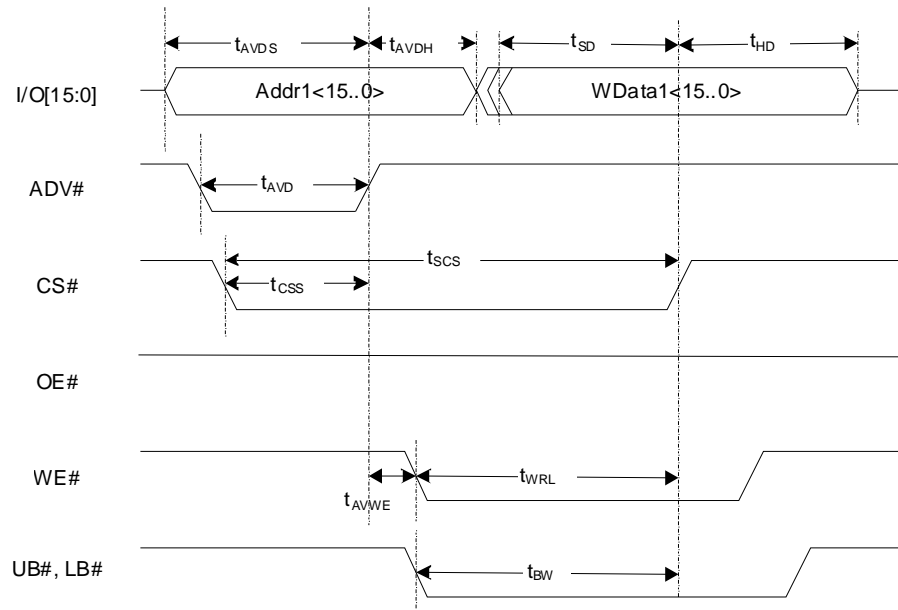 tAVDS tAVDH tSD tHD
I/O[15:0] Addr1<15..0> WData1<15..0>
ADV# tAVD
tSCS
CS# tCSS
OE#
WE# tWRL
tAVWE
UB#, LB# tBW